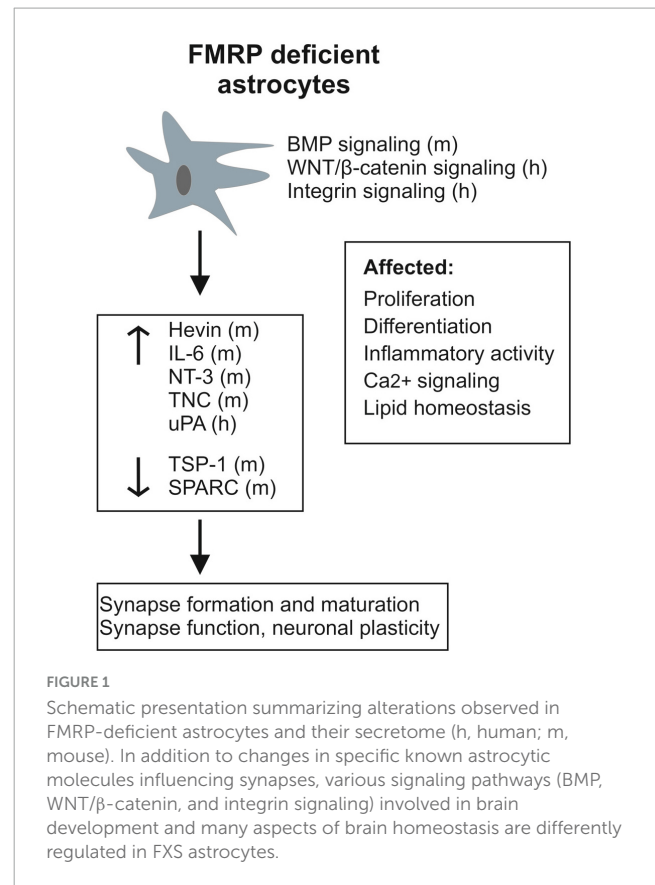 FMRP deficient
astrocytes
BMP signaling (m)
WNT/β-catenin signaling (h)
Integrin signaling (h)
↑ Hevin (m)
IL-6 (m)
NT-3 (m)
TNC (m)
uPA (h)
↓ TSP-1 (m)
SPARC (m)
Affected:
Proliferation
Differentiation
Inflammatory activity
Ca2+ signaling
Lipid homeostasis
Synapse formation and maturation
Synapse function, neuronal plasticity
FIGURE 1
Schematic presentation summarizing alterations observed in
FMRP-deficient astrocytes and their secretome (h, human; m,
mouse). In addition to changes in specific known astrocytic
molecules influencing synapses, various signaling pathways (BMP,
WNT/β-catenin, and integrin signaling) involved in brain
development and many aspects of brain homeostasis are differently
regulated in FXS astrocytes.